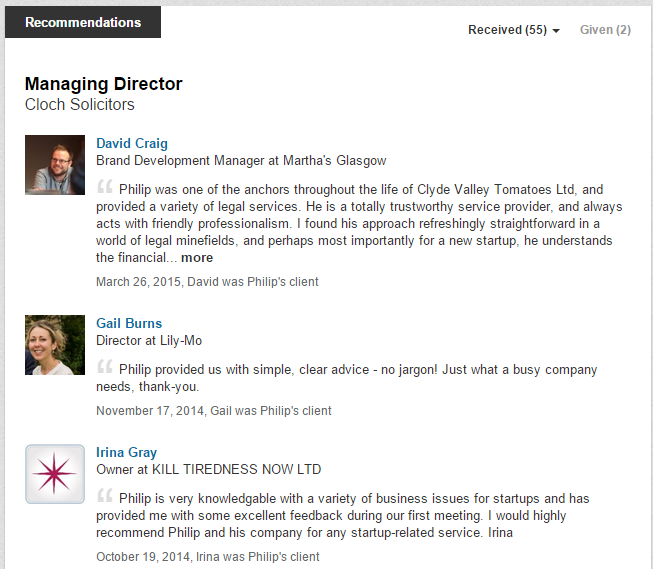 Recommendations
Received (55)
Given (2)
Managing Director
Cloch Solicitors
David Craig
Brand Development Manager at Martha's Glasgow
“ Philip was one of the anchors throughout the life of Clyde Valley Tomatoes Ltd, and
provided a variety of legal services. He is a totally trustworthy service provider, and always
acts with friendly professionalism. I found his approach refreshingly straightforward in a
world of legal minefields, and perhaps most importantly for a new startup, he understands
the financial... more
March 26, 2015, David was Philip's client
Gail Burns
Director at Lily-Mo
“ Philip provided us with simple, clear advice - no jargon! Just what a busy company
needs, thank-you.
November 17, 2014, Gail was Philip's client
Irina Gray
Owner at KILL TIREDNESS NOW LTD
“ Philip is very knowledgable with a variety of business issues for startups and has
provided me with some excellent feedback during our first meeting. I would highly
recommend Philip and his company for any startup-related service. Irina
October 19, 2014, Irina was Philip's client